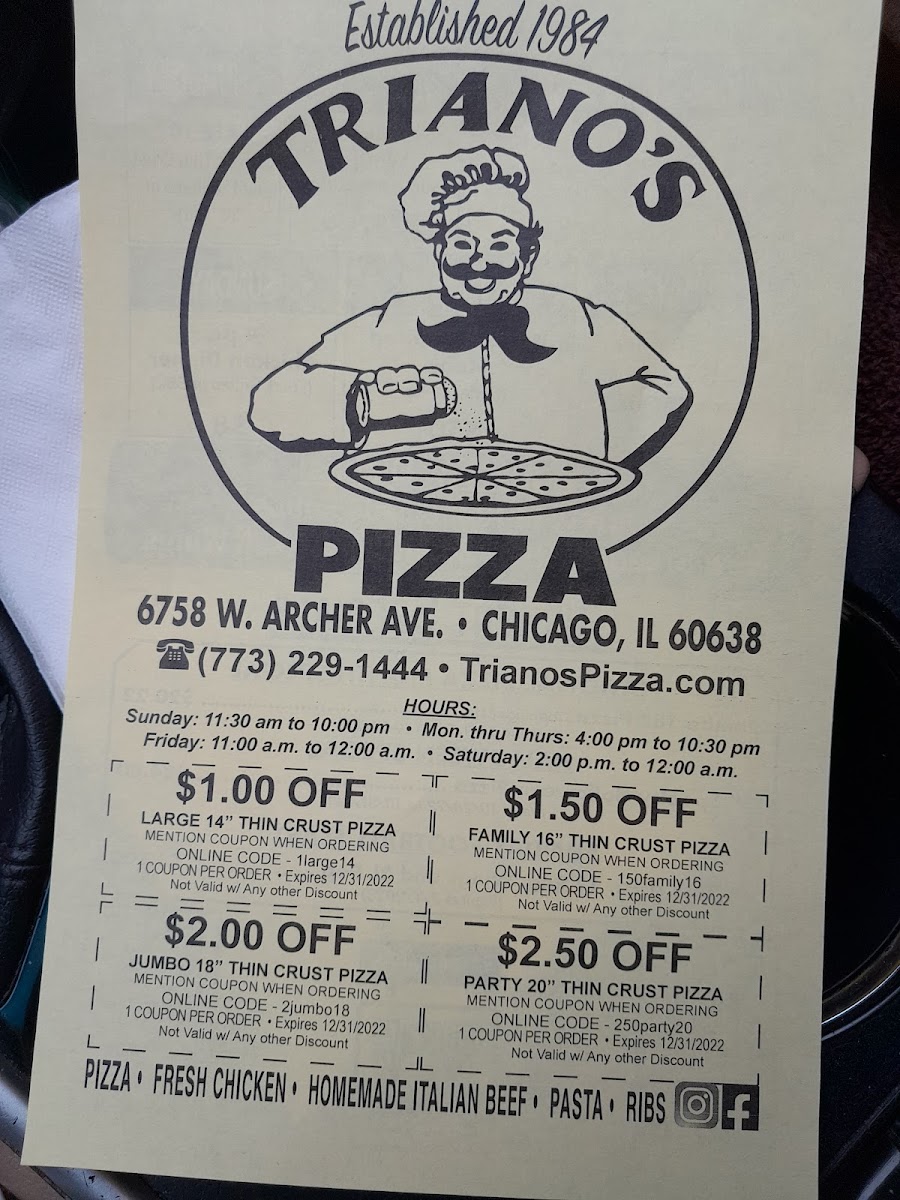 Established 1984
TRIANO'S
PIZZA
6758 W. ARCHER AVE. • CHICAGO, IL 60638
☎(773) 229-1444 • TrianosPizza.com
HOURS:
Sunday: 11:30 am to 10:00 pm • Mon. thru Thurs: 4:00 pm to 10:30 pm
Friday: 11:00 a.m. to 12:00 a.m. • Saturday: 2:00 p.m. to 12:00 a.m.
$1.00 OFF
LARGE 14” THIN CRUST PIZZA
MENTION COUPON WHEN ORDERING
ONLINE CODE - 1large14
1 COUPON PER ORDER • Expires 12/31/2022
Not Valid w/ Any other Discount
$1.50 OFF
FAMILY 16” THIN CRUST PIZZA
MENTION COUPON WHEN ORDERING
ONLINE CODE - 150family16
1 COUPON PER ORDER • Expires 12/31/2022
Not Valid w/ Any other Discount
$2.00 OFF
JUMBO 18” THIN CRUST PIZZA
MENTION COUPON WHEN ORDERING
ONLINE CODE - 2jumbo18
1 COUPON PER ORDER • Expires 12/31/2022
Not Valid w/ Any other Discount
$2.50 OFF
PARTY 20” THIN CRUST PIZZA
MENTION COUPON WHEN ORDERING
ONLINE CODE - 250party20
1 COUPON PER ORDER • Expires 12/31/2022
Not Valid w/ Any other Discount
PIZZA • FRESH CHICKEN • HOMEMADE ITALIAN BEEF • PASTA • RIBS